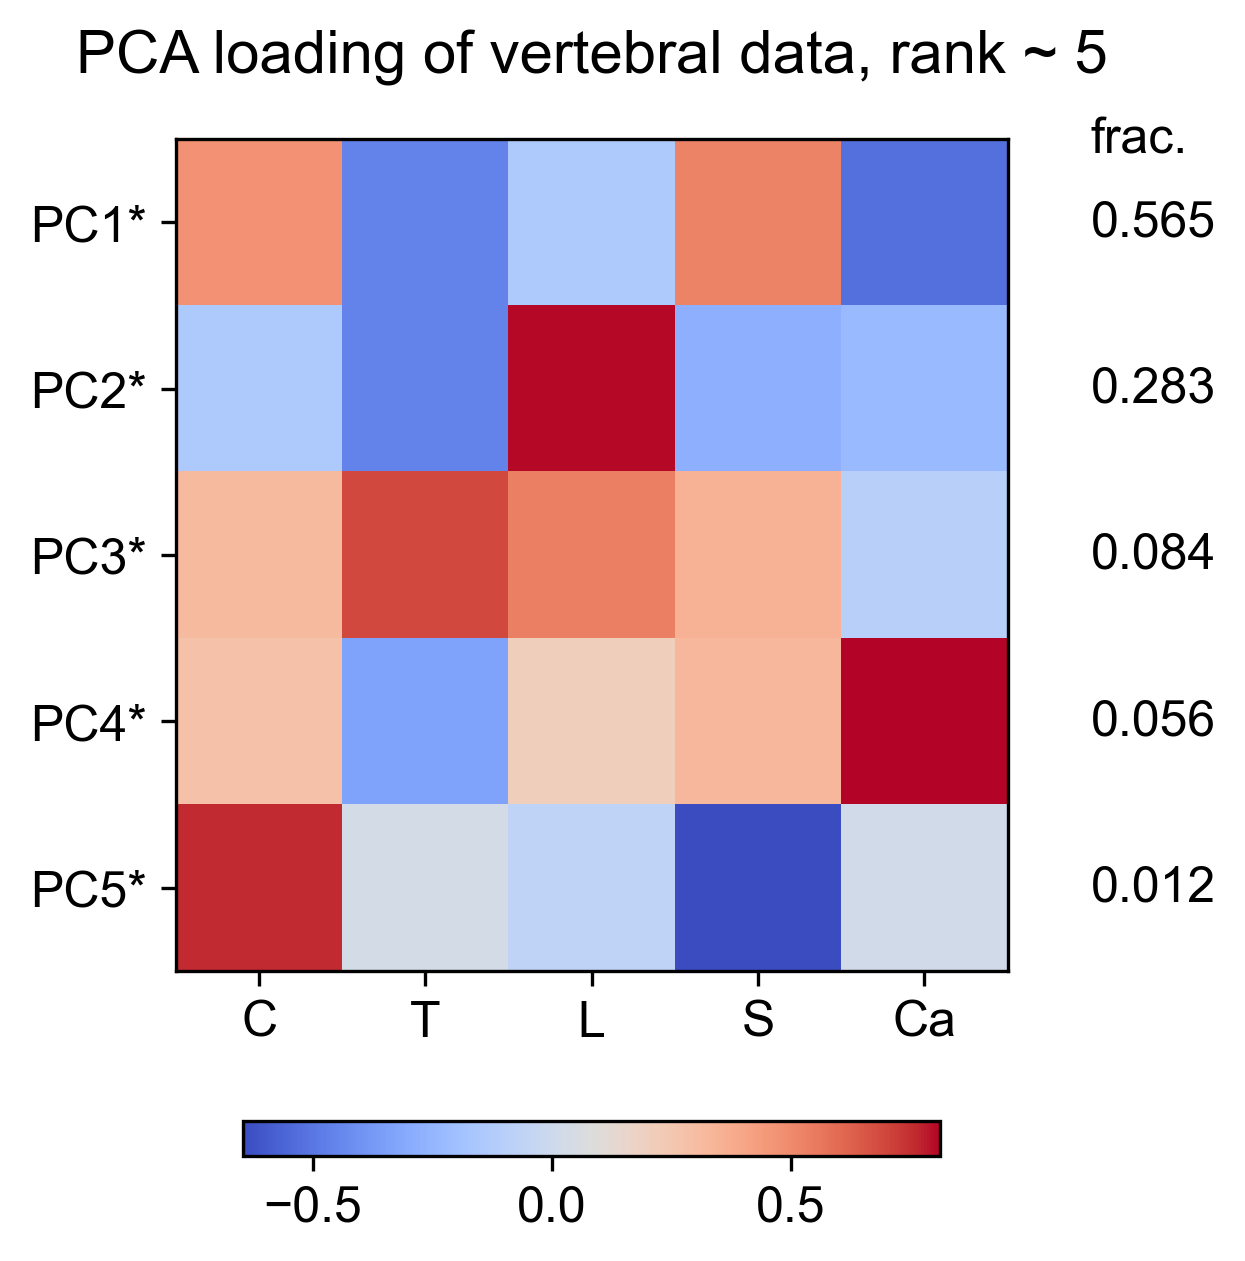 PCA loading of vertebral data, rank ~ 5
frac.
PC1* 0.565
PC2* 0.283
PC3* 0.084
PC4* 0.056
PC5* 0.012
C T L S Ca
−0.5 0.0 0.5